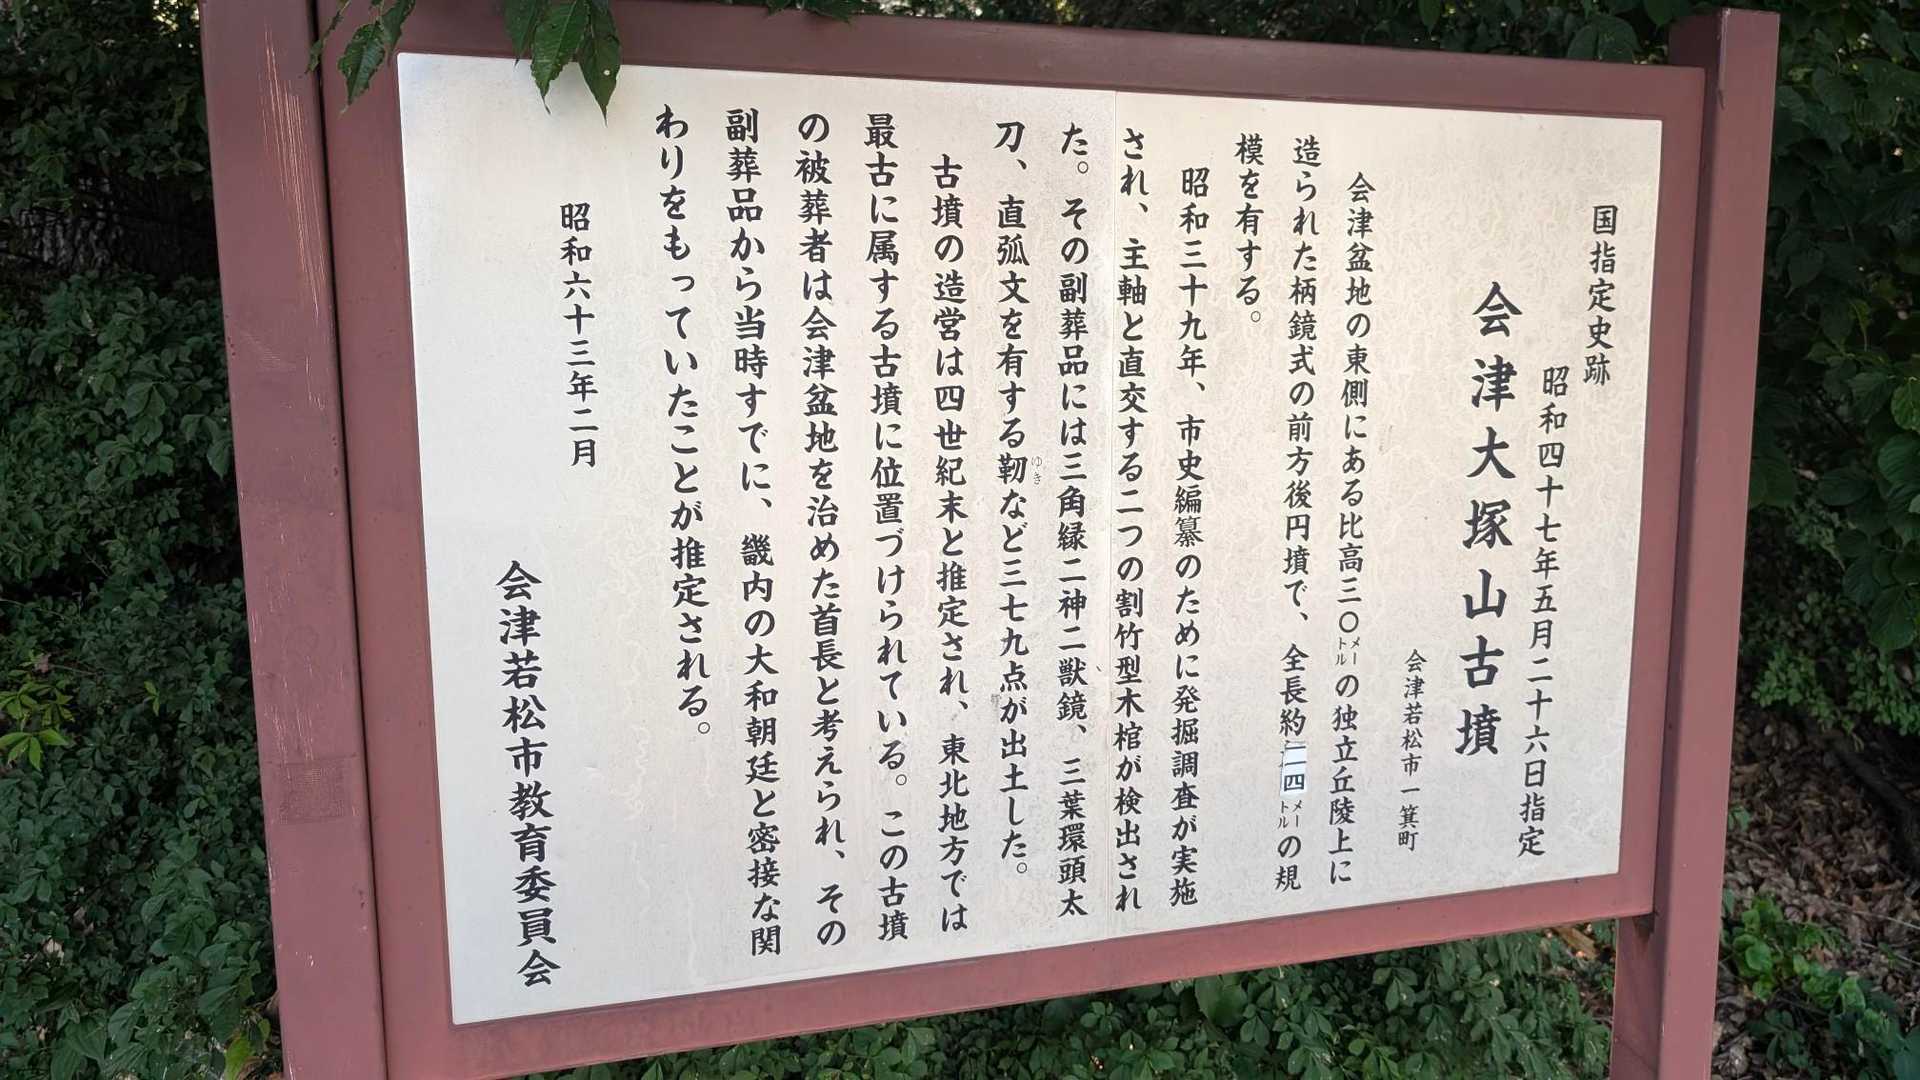 国指定史跡
昭和四十七年五月二十六日指定
会津大塚山古墳
会津若松市一箕町
会津盆地の東側にある比高三〇メートルの独立丘陵上に
造られた柄鏡式の前方後円墳で、全長約一一四メートルの規
模を有する。
昭和三十九年、市史編纂のために発掘調査が実施
され、主軸と直交する二つの割竹型木棺が検出され
た。その副葬品には三角縁二神二獣鏡、三葉環頭太
刀、直弧文を有する靭ゆきなど三七九点が出土した。
古墳の造営は四世紀末と推定され、東北地方では
最古に属する古墳に位置づけられている。この古墳
の被葬者は会津盆地を治めた首長と考えられ、その
副葬品から当時すでに、畿内の大和朝廷と密接な関
わりをもっていたことが推定される。
昭和六十三年二月
会津若松市教育委員会